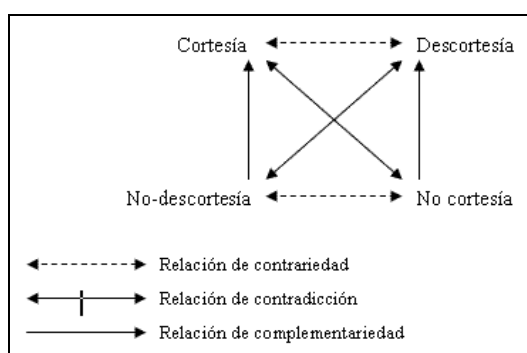 Cortesía Descortesía
No-descortesía No cortesía
Relación de contrariedad
Relación de contradicción
Relación de complementariedad